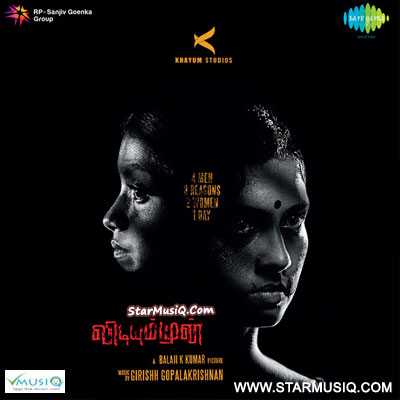 RP-Sanjiv Goenka
Group
SAREGAMA
KHAYUM STUDIOS
4 MEN
8 REASONS
2 WOMEN
1 DAY
StarMusiQ.Com
விடியும்முன்
A BALAJI K KUMAR PICTURE
MUSIC BY GIRISHH GOPALAKRISHNAN
VMUSIQ
WWW.STARMUSIQ.COM